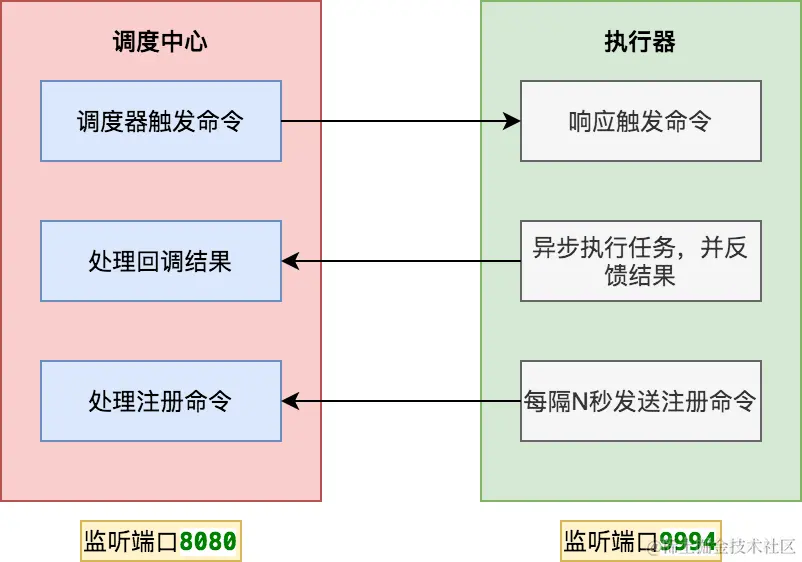 调度中心
执行器
调度器触发命令
响应触发命令
处理回调结果
异步执行任务，并反
馈结果
处理注册命令
每隔N秒发送注册命令
监听端口8080
监听端口9994
@稀土掘金技术社区